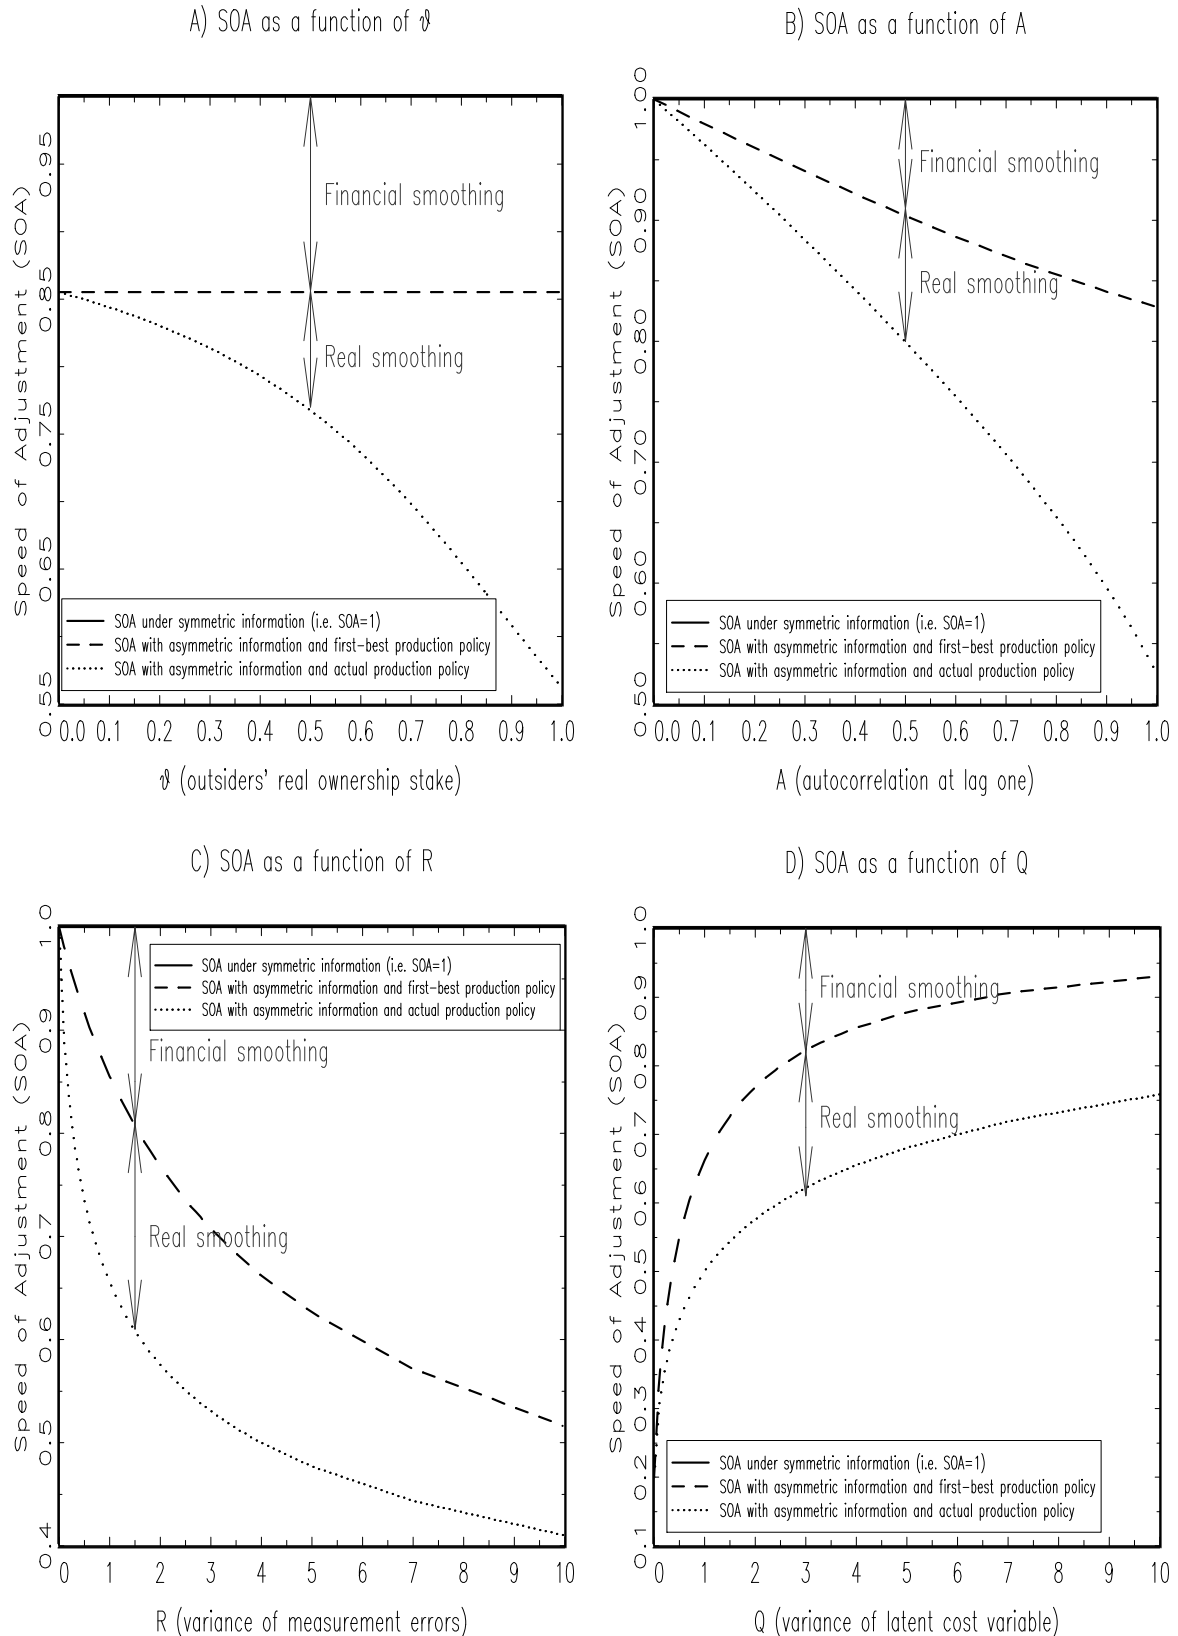 A) SOA as a function of ϑ
Speed of Adjustment (SOA)
0.55 0.65 0.75 0.85 0.95
Financial smoothing
Real smoothing
SOA under symmetric information (i.e. SOA=1)
SOA with asymmetric information and first-best production policy
SOA with asymmetric information and actual production policy
0.0 0.1 0.2 0.3 0.4 0.5 0.6 0.7 0.8 0.9 1.0
ϑ (outsiders' real ownership stake)
B) SOA as a function of A
Speed of Adjustment (SOA)
0.50 0.60 0.70 0.80 0.90 1.00
Financial smoothing
Real smoothing
SOA under symmetric information (i.e. SOA=1)
SOA with asymmetric information and first-best production policy
SOA with asymmetric information and actual production policy
0.0 0.1 0.2 0.3 0.4 0.5 0.6 0.7 0.8 0.9 1.0
A (autocorrelation at lag one)
C) SOA as a function of R
Speed of Adjustment (SOA)
0.4 0.5 0.6 0.7 0.8 0.9 1.0
SOA under symmetric information (i.e. SOA=1)
SOA with asymmetric information and first-best production policy
SOA with asymmetric information and actual production policy
Financial smoothing
Real smoothing
0 1 2 3 4 5 6 7 8 9 10
R (variance of measurement errors)
D) SOA as a function of Q
Speed of Adjustment (SOA)
0.1 0.2 0.3 0.4 0.5 0.6 0.7 0.8 0.9 1.0
Financial smoothing
Real smoothing
SOA under symmetric information (i.e. SOA=1)
SOA with asymmetric information and first-best production policy
SOA with asymmetric information and actual production policy
0 1 2 3 4 5 6 7 8 9 10
Q (variance of latent cost variable)